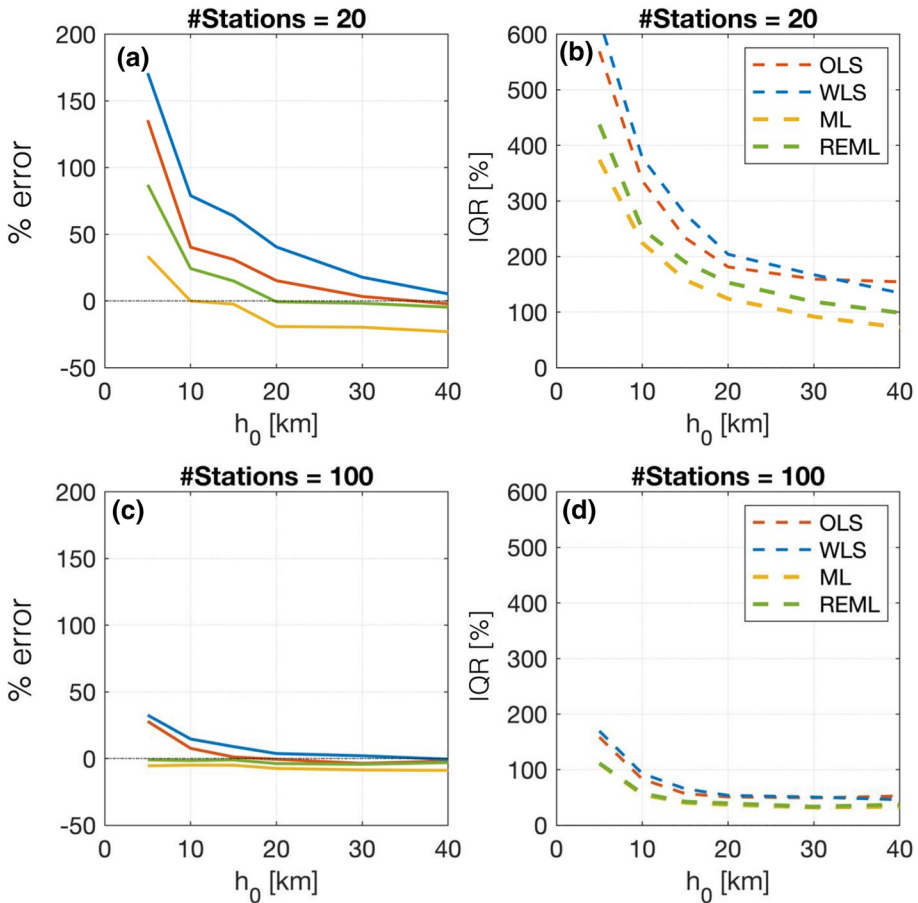 #Stations = 20
(a)
200
150
100
50
0
-50
% error
0 10 20 30 40
h0 [km]
#Stations = 20
(b)
600
500
400
300
200
100
0
IQR [%]
OLS
WLS
ML
REML
0 10 20 30 40
h0 [km]
#Stations = 100
(c)
200
150
100
50
0
-50
% error
0 10 20 30 40
h0 [km]
#Stations = 100
(d)
600
500
400
300
200
100
0
IQR [%]
OLS
WLS
ML
REML
0 10 20 30 40
h0 [km]